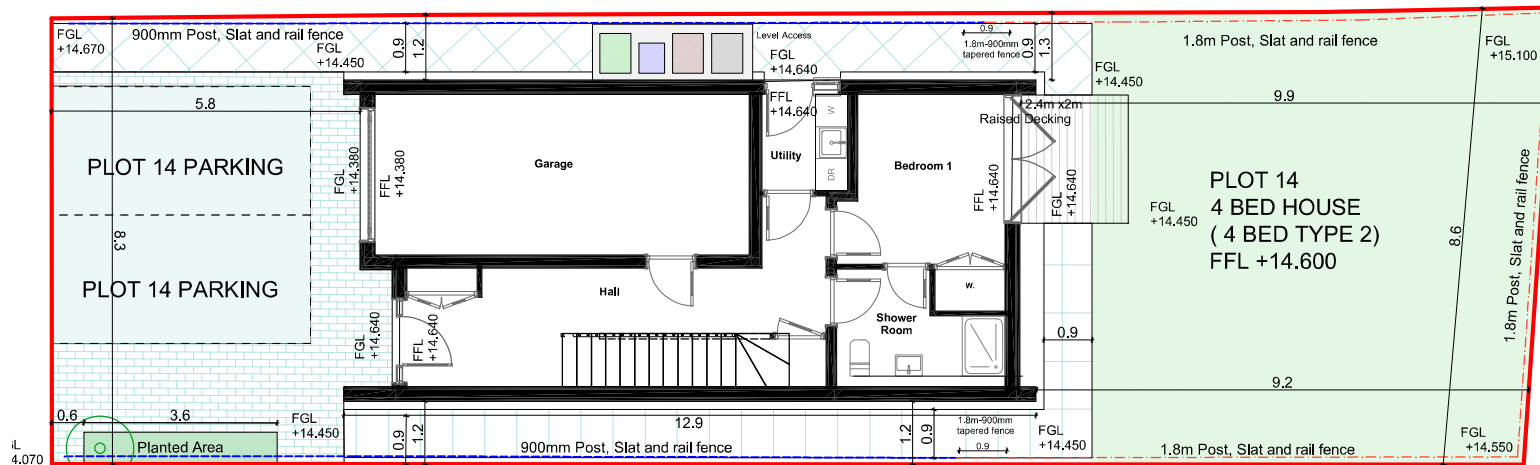 FGL
+14.670
900mm Post, Slat and rail fence
FGL
+14.450
0.9
1.2
Level Access
FGL
+14.640
0.9
1.8m-900mm
tapered fence
0.9
1.3
1.8m Post, Slat and rail fence
FGL
+15.100
FGL
+14.450
5.8
9.9
FFL
+14.640
2.4m x2m
Raised Decking
W
DR
PLOT 14 PARKING
FGL
+14.380
FFL
+14.380
Garage
Utility
Bedroom 1
FFL
+14.640
FGL
+14.640
FGL
+14.450
PLOT 14
4 BED HOUSE
( 4 BED TYPE 2)
FFL +14.600
8.3
8.6
1.8m Post, Slat and rail fence
PLOT 14 PARKING
Hall
W.
Shower
Room
FGL
+14.640
FFL
+14.640
0.9
9.2
0.6
3.6
FGL
+14.450
12.9
0.9
1.2
900mm Post, Slat and rail fence
1.2
0.9
1.8m-900mm
tapered fence
0.9
FGL
+14.450
1.8m Post, Slat and rail fence
FGL
+14.550
Planted Area
4.070